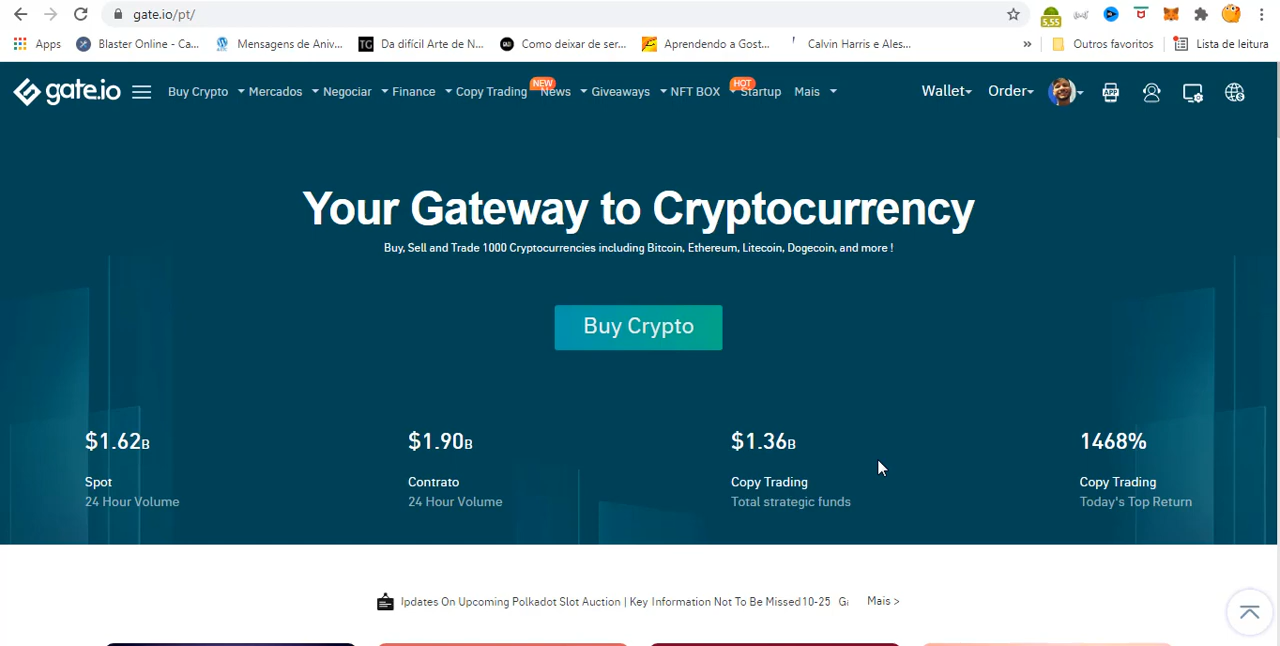 gate.io/pt/
5.55
Apps
Blaster Online - Ca...
Mensagens de Aniv...
TG
Da difícil Arte de N...
Como deixar de ser...
Aprendendo a Gost...
Calvin Harris e Ales...
»
Outros favoritos
Lista de leitura
gate.io
Buy Crypto
Mercados
Negociar
Finance
Copy Trading
NEW
News
Giveaways
NFT BOX
HOT
Startup
Mais
Wallet
Order
APP
Your Gateway to Cryptocurrency
Buy, Sell and Trade 1000 Cryptocurrencies including Bitcoin, Ethereum, Litecoin, Dogecoin, and more !
Buy Crypto
$1.62B
Spot
24 Hour Volume
$1.90B
Contrato
24 Hour Volume
$1.36B
Copy Trading
Total strategic funds
1468%
Copy Trading
Today's Top Return
Ipdates On Upcoming Polkadot Slot Auction | Key Information Not To Be Missed 10-25
Mais >